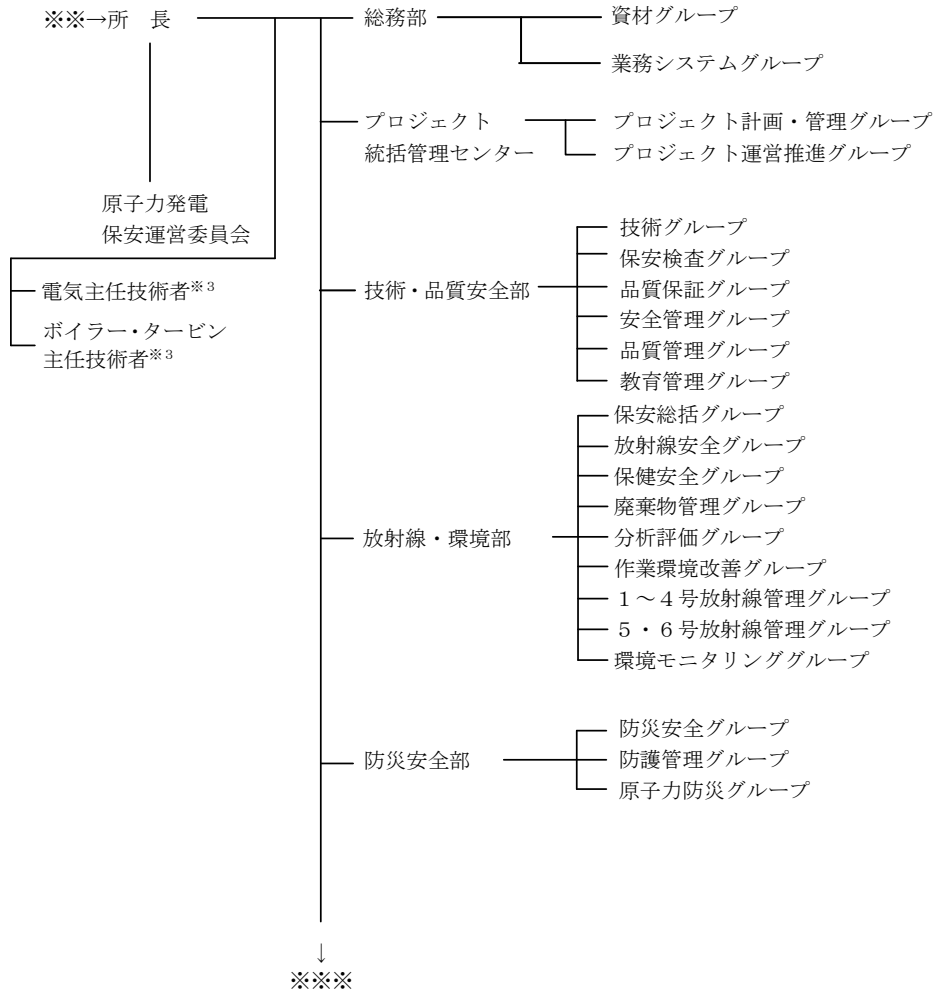 ※※→所　長
総務部
資材グループ
業務システムグループ
プロジェクト
統括管理センター
プロジェクト計画・管理グループ
プロジェクト運営推進グループ
原子力発電
保安運営委員会
電気主任技術者※3
ボイラー・タービン
主任技術者※3
技術・品質安全部
技術グループ
保安検査グループ
品質保証グループ
安全管理グループ
品質管理グループ
教育管理グループ
放射線・環境部
保安総括グループ
放射線安全グループ
保健安全グループ
廃棄物管理グループ
分析評価グループ
作業環境改善グループ
１～４号放射線管理グループ
５・６号放射線管理グループ
環境モニタリンググループ
防災安全部
防災安全グループ
防護管理グループ
原子力防災グループ
↓
※※※